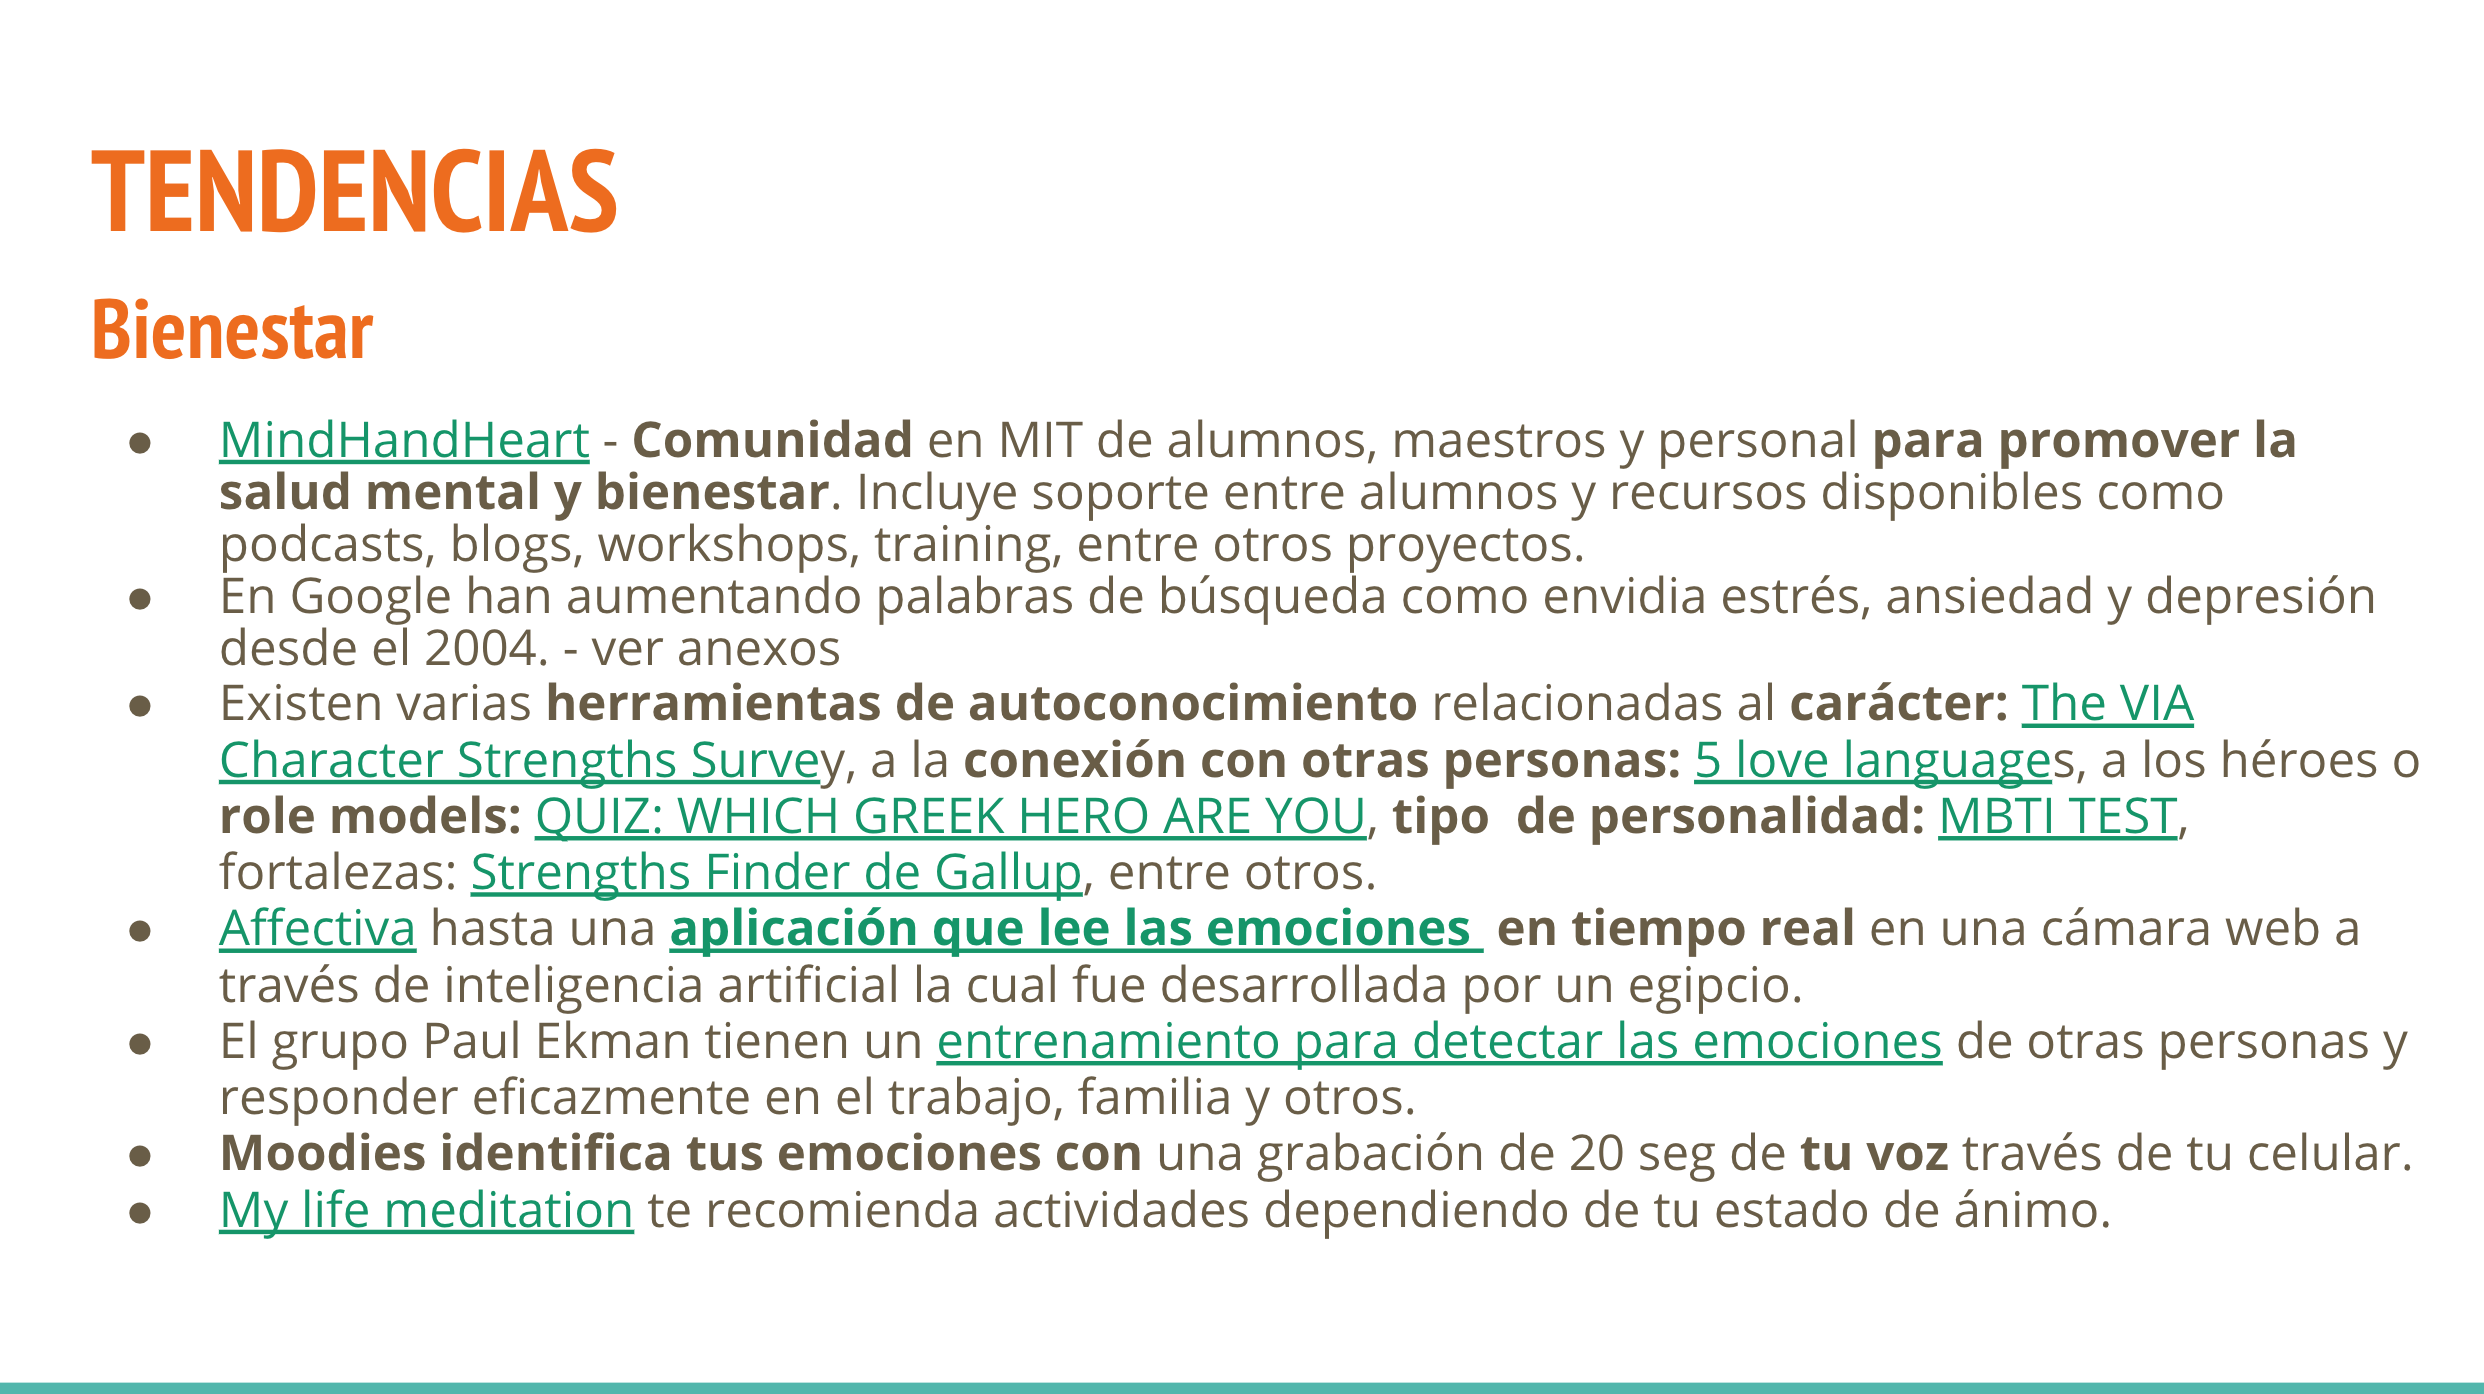 TENDENCIAS
Bienestar
● MindHandHeart - Comunidad en MIT de alumnos, maestros y personal para promover la
salud mental y bienestar. Incluye soporte entre alumnos y recursos disponibles como
podcasts, blogs, workshops, training, entre otros proyectos.
● En Google han aumentando palabras de búsqueda como envidia estrés, ansiedad y depresión
desde el 2004. - ver anexos
● Existen varias herramientas de autoconocimiento relacionadas al carácter: The VIA
Character Strengths Survey, a la conexión con otras personas: 5 love languages, a los héroes o
role models: QUIZ: WHICH GREEK HERO ARE YOU, tipo  de personalidad: MBTI TEST,
fortalezas: Strengths Finder de Gallup, entre otros.
● Affectiva hasta una aplicación que lee las emociones  en tiempo real en una cámara web a
través de inteligencia artificial la cual fue desarrollada por un egipcio.
● El grupo Paul Ekman tienen un entrenamiento para detectar las emociones de otras personas y
responder eficazmente en el trabajo, familia y otros.
● Moodies identifica tus emociones con una grabación de 20 seg de tu voz través de tu celular.
● My life meditation te recomienda actividades dependiendo de tu estado de ánimo.